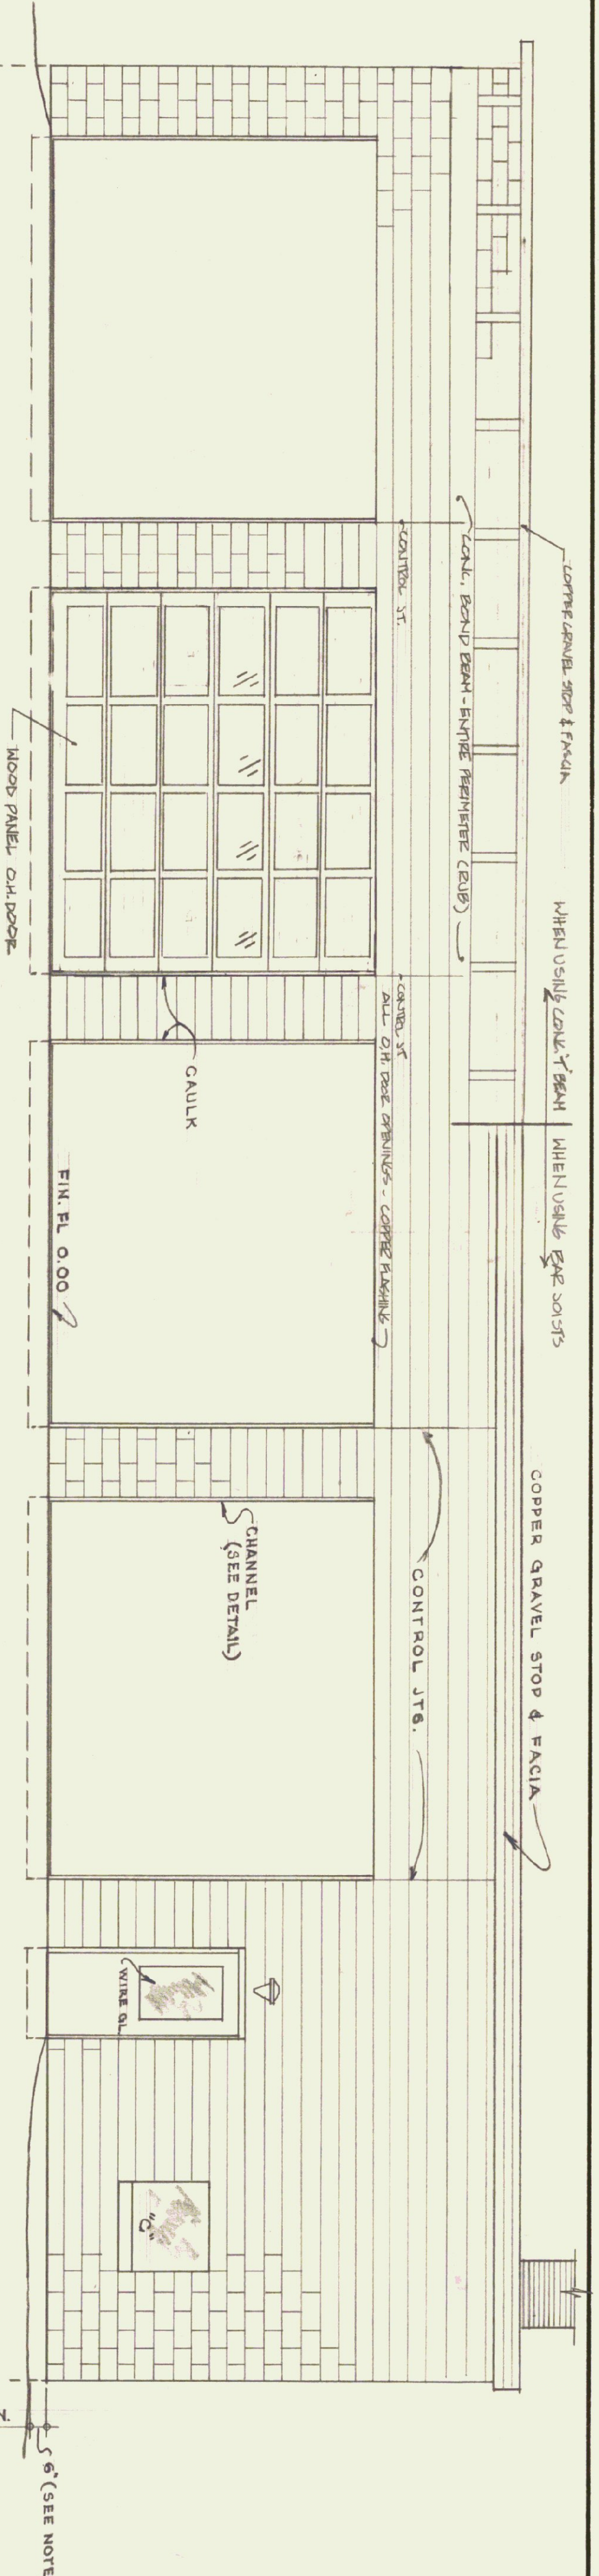 COPPER GRAVEL STOP & FASCIA
WHEN USING CONC. "T" BEAM
WHEN USING BAR JOISTS
COPPER GRAVEL STOP & FACIA
CONC. BOND BEAM - ENTIRE PERIMETER (RUB)
CONTROL JT.
CONTROL JT
ALL O.H. DOOR OPENINGS - COPPER FLASHING
CONTROL JTS.
CHANNEL
(SEE DETAIL)
CAULK
WIRE GL.
"C"
FIN. FL 0.00
WOOD PANEL O.H. DOOR
6" (SEE NOTE